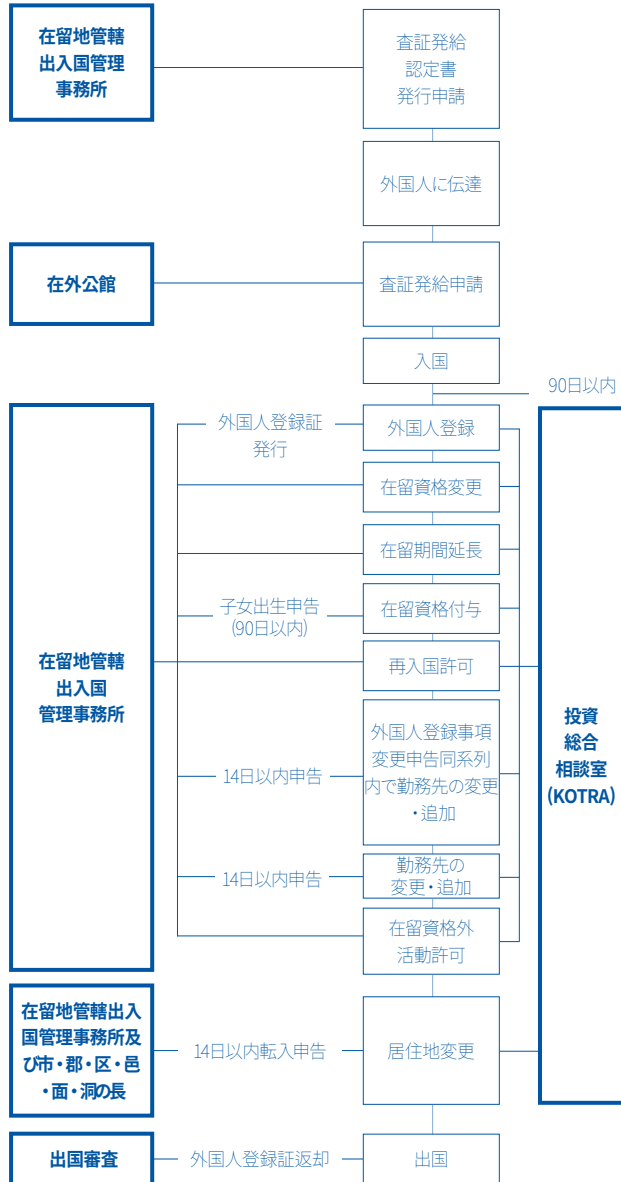 在留地管轄
出入国管理
事務所
査証発給
認定書
発行申請
外国人に伝達
在外公館
査証発給申請
入国
90日以内
外国人登録証
発行
外国人登録
在留資格変更
在留期間延長
子女出生申告
(90日以内)
在留資格付与
在留地管轄
出入国
管理事務所
再入国許可
外国人登録事項
変更申告同系列
内で勤務先の変更
・追加
14日以内申告
投資
総合
相談室
(KOTRA)
14日以内申告
勤務先の
変更・追加
在留資格外
活動許可
在留地管轄出入
国管理事務所及
び市・郡・区・邑
・面・洞の長
14日以内転入申告
居住地変更
出国審査
外国人登録証返却
出国